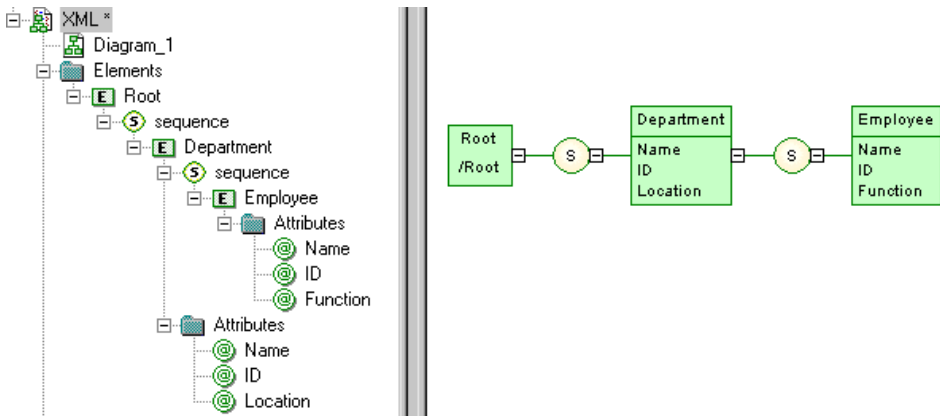 XML *
Diagram_1
Elements
E Root
S sequence
E Department
S sequence
E Employee
Attributes
@ Name
@ ID
@ Function
Attributes
@ Name
@ ID
@ Location
Root
/Root
S
Department
Name
ID
Location
S
Employee
Name
ID
Function